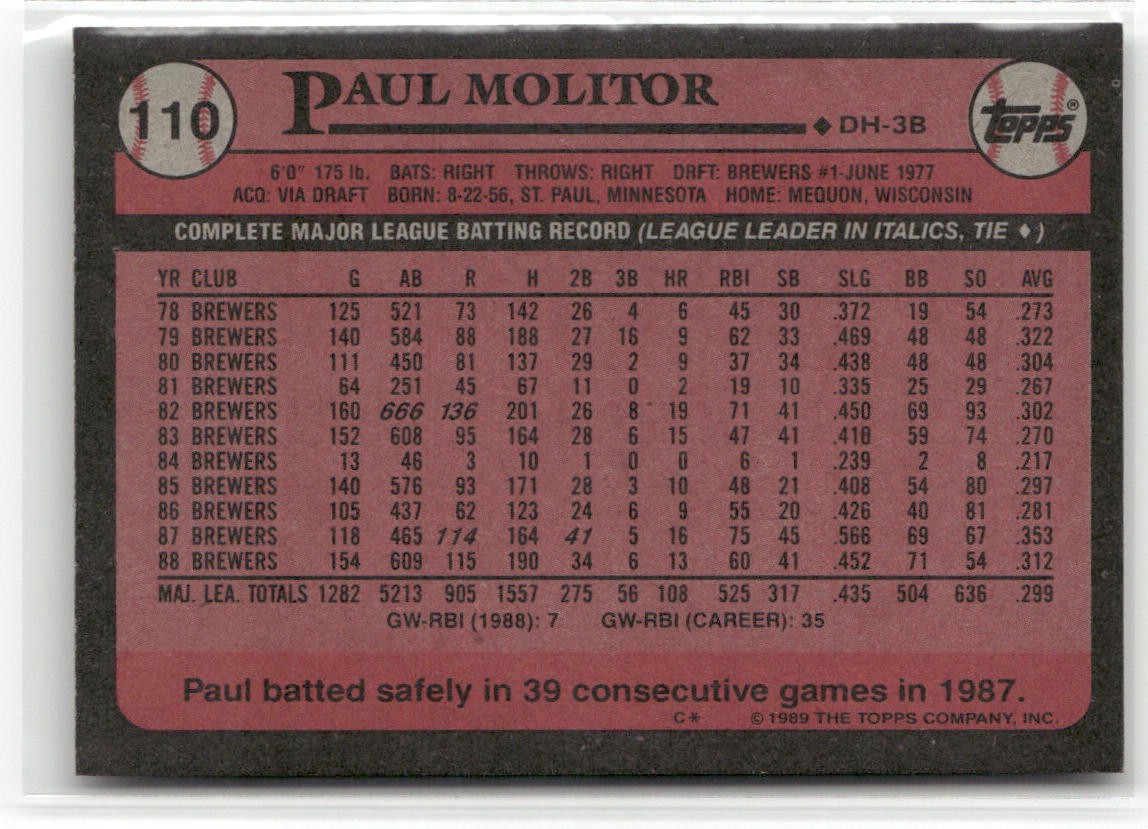 110 PAUL MOLITOR TOPPS®
◆ DH-3B
6'0" 175 lb. BATS: RIGHT THROWS: RIGHT DRFT: BREWERS #1-JUNE 1977
ACQ: VIA DRAFT BORN: 8-22-56, ST. PAUL, MINNESOTA HOME: MEQUON, WISCONSIN
COMPLETE MAJOR LEAGUE BATTING RECORD (LEAGUE LEADER IN ITALICS, TIE ♦)
YR CLUB G AB R H 2B 3B HR RBI SB SLG BB SO AVG
78 BREWERS 125 521 73 142 26 4 6 45 30 .372 19 54 .273
79 BREWERS 140 584 88 188 27 16 9 62 33 .469 48 48 .322
80 BREWERS 111 450 81 137 29 2 9 37 34 .438 48 48 .304
81 BREWERS 64 251 45 67 11 0 2 19 10 .335 25 29 .267
82 BREWERS 160 666 136 201 26 8 19 71 41 .450 69 93 .302
83 BREWERS 152 608 95 164 28 6 15 47 41 .410 59 74 .270
84 BREWERS 13 46 3 10 1 0 0 6 1 .239 2 8 .217
85 BREWERS 140 576 93 171 28 3 10 48 21 .408 54 80 .297
86 BREWERS 105 437 62 123 24 6 9 55 20 .426 40 81 .281
87 BREWERS 118 465 114 164 41 5 16 75 45 .566 69 67 .353
88 BREWERS 154 609 115 190 34 6 13 60 41 .452 71 54 .312
MAJ. LEA. TOTALS 1282 5213 905 1557 275 56 108 525 317 .435 504 636 .299
GW-RBI (1988): 7 GW-RBI (CAREER): 35
Paul batted safely in 39 consecutive games in 1987.
C* © 1989 THE TOPPS COMPANY, INC.